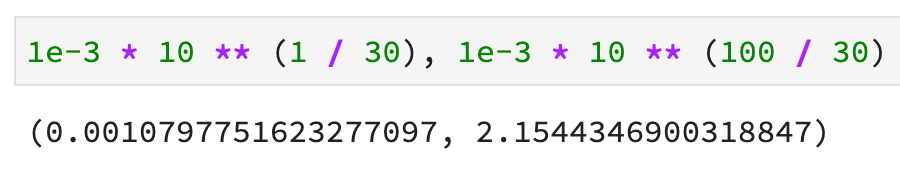 1e-3 * 10 ** (1 / 30), 1e-3 * 10 ** (100 / 30)
(0.0010797751623277097, 2.1544346900318847)